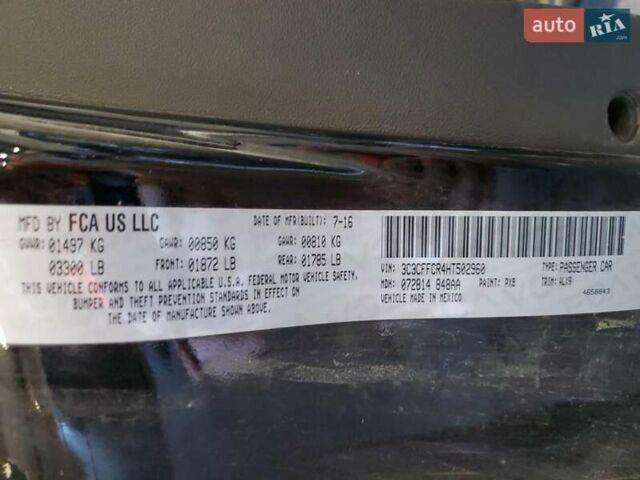 auto RIA .com
MFD BY FCA US LLC
DATE OF MFR(BUILT): 7-16
GVWR: 01497 KG GAWR: 00850 KG GAWR: 00810 KG
03300 LB FRONT: 01872 LB REAR: 01785 LB
THIS VEHICLE CONFORMS TO ALL APPLICABLE U.S.A. FEDERAL MOTOR VEHICLE SAFETY,
BUMPER AND THEFT PREVENTION STANDARDS IN EFFECT ON
THE DATE OF MANUFACTURE SHOWN ABOVE.
VIN: 3C3CFFCR4HT502960 TYPE: PASSENGER CAR
MDH: 072814 848AA PAINT: PX8 TRIM: ALX9
VEHICLE MADE IN MEXICO 4658843